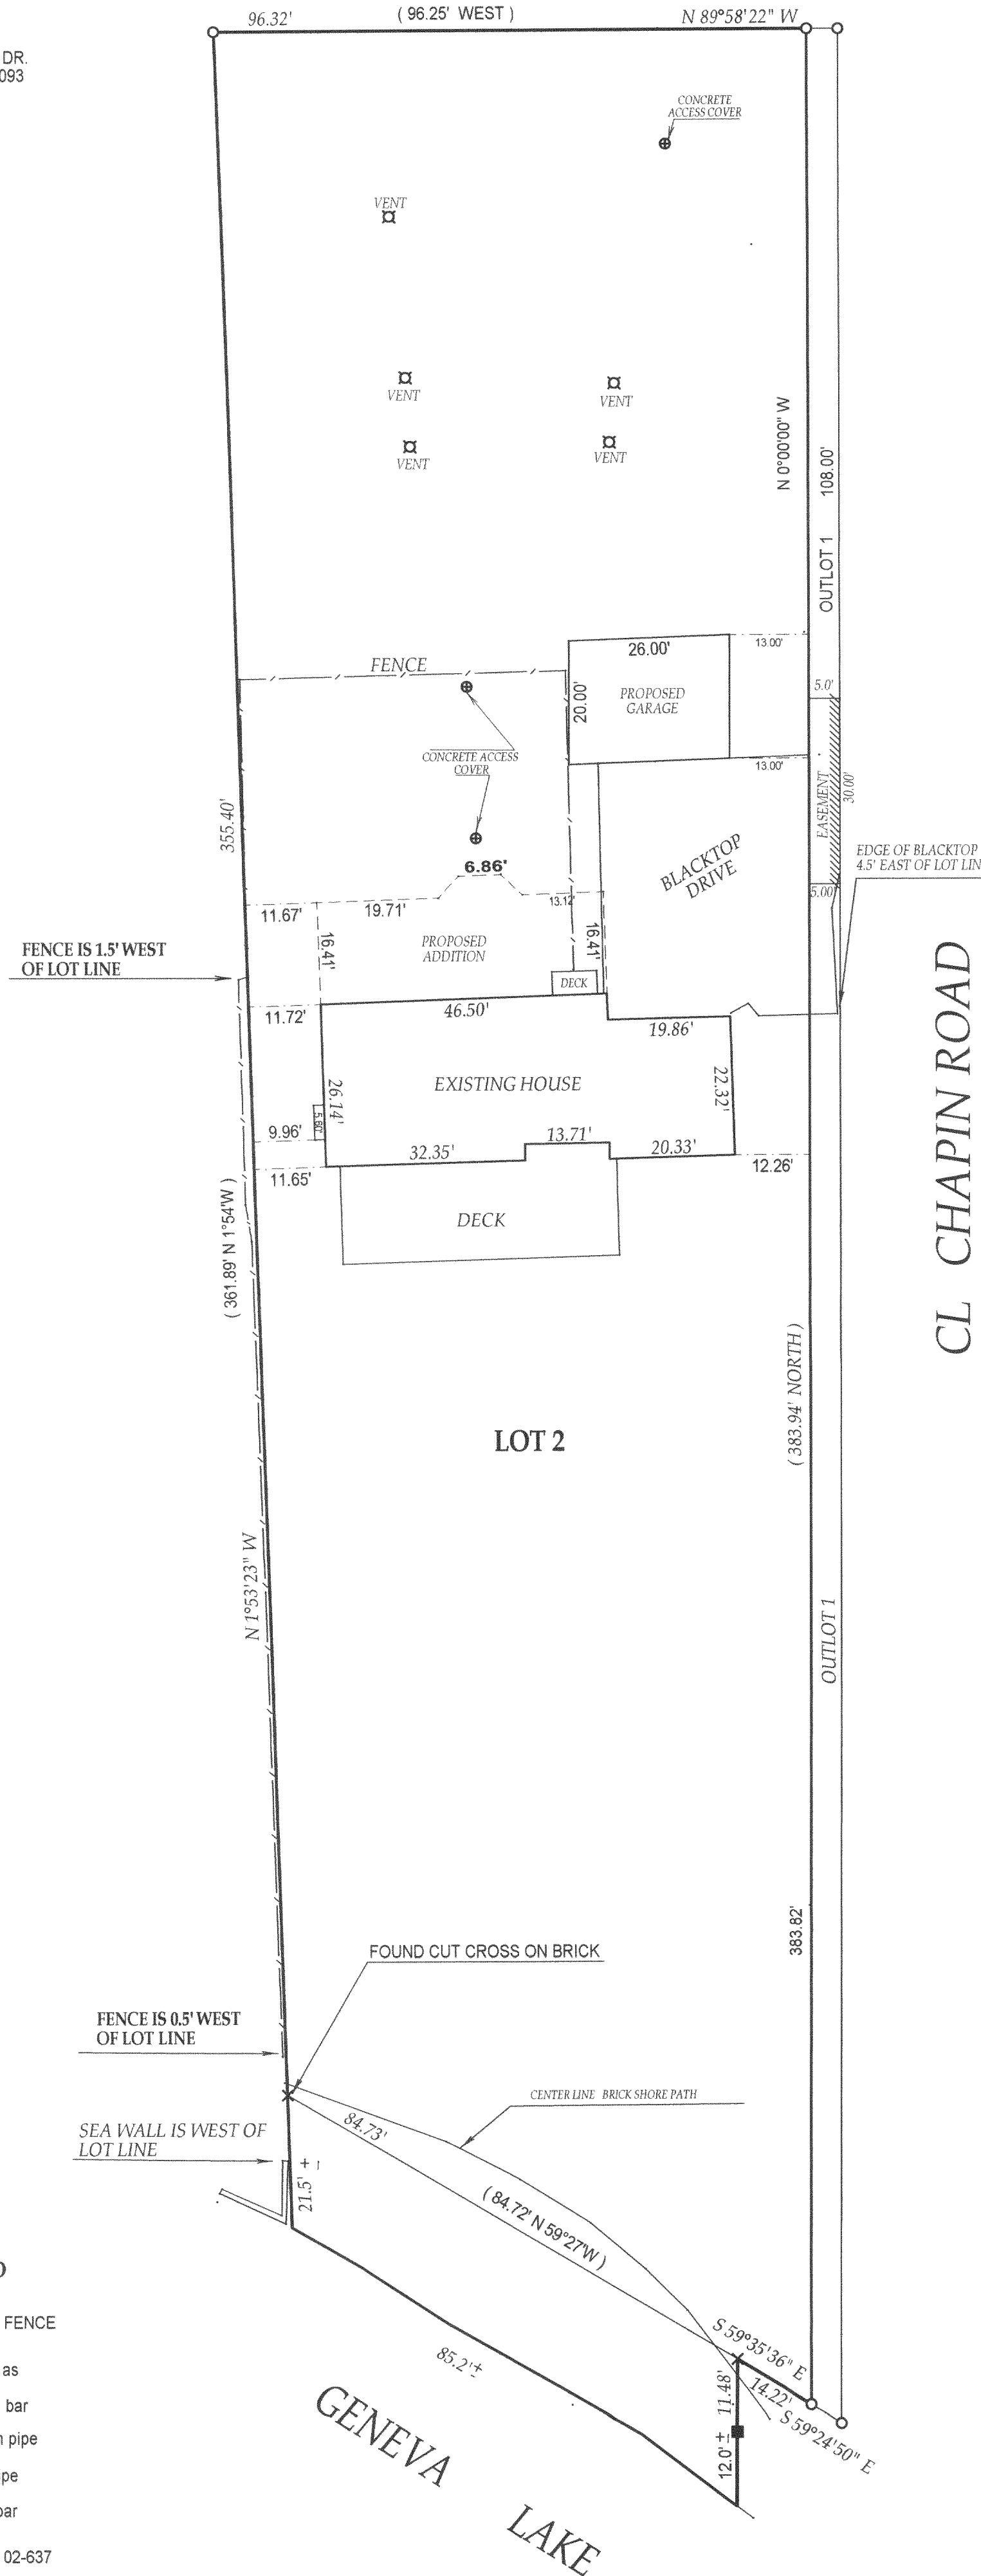 96.32'
( 96.25' WEST )
N 89°58'22" W
DR.
093
CONCRETE
ACCESS COVER
VENT
VENT
VENT
VENT
VENT
N 0°00'00" W
108.00'
OUTLOT 1
13.00'
26.00'
FENCE
20.00'
PROPOSED
GARAGE
5.0'
CONCRETE ACCESS
COVER
13.00'
EASEMENT
30.00'
355.40'
6.86'
BLACKTOP
DRIVE
EDGE OF BLACKTOP
4.5' EAST OF LOT LIN
5.00'
11.67'
19.71'
13.12'
16.41'
PROPOSED
ADDITION
16.41'
FENCE IS 1.5' WEST
OF LOT LINE
DECK
11.72'
46.50'
19.86'
CL CHAPIN ROAD
26.14'
EXISTING HOUSE
22.32'
5.60'
9.96'
13.71'
32.35'
20.33'
12.26'
11.65'
DECK
( 361.89' N 1°54'W )
( 383.94' NORTH )
LOT 2
N 1°53'23" W
OUTLOT 1
383.82'
FOUND CUT CROSS ON BRICK
FENCE IS 0.5' WEST
OF LOT LINE
CENTER LINE BRICK SHORE PATH
84.73'
SEA WALL IS WEST OF
LOT LINE
21.5' ±
( 84.72' N 59°27'W )
FENCE
S 59°35'36" E
as
85.2'±
11.48'
14.22'
bar
S 59°24'50" E
pipe
12.0' ±
GENEVA
LAKE
02-637